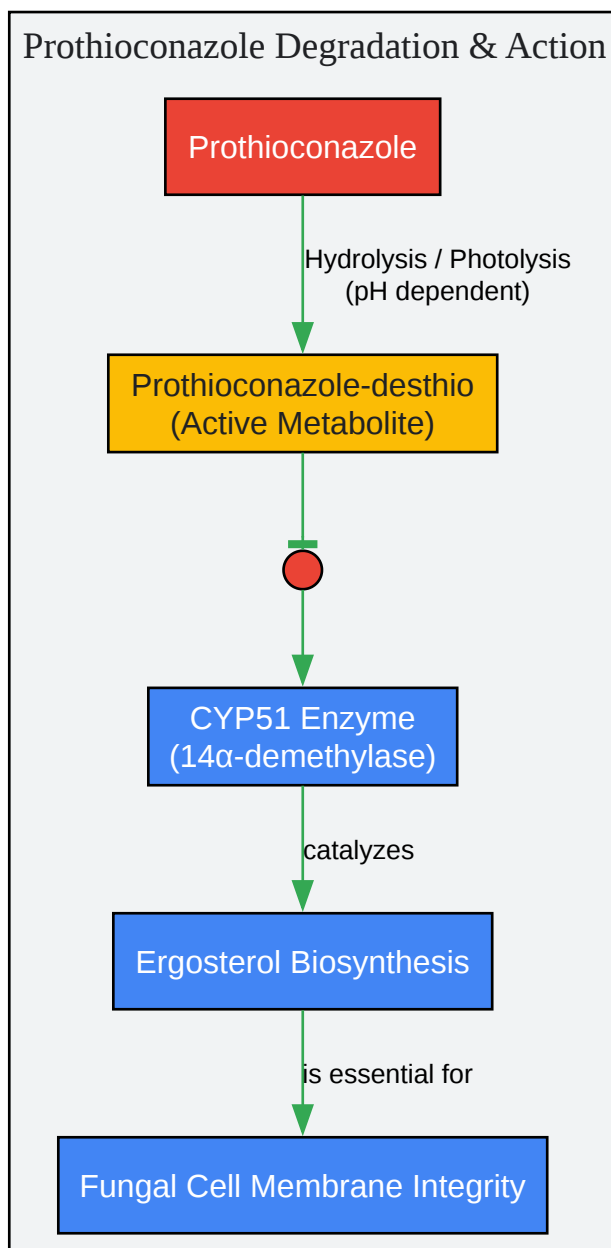 Prothioconazole Degradation & Action
Prothioconazole
Hydrolysis / Photolysis
(pH dependent)
Prothioconazole-desthio
(Active Metabolite)
CYP51 Enzyme
(14α-demethylase)
catalyzes
Ergosterol Biosynthesis
is essential for
Fungal Cell Membrane Integrity